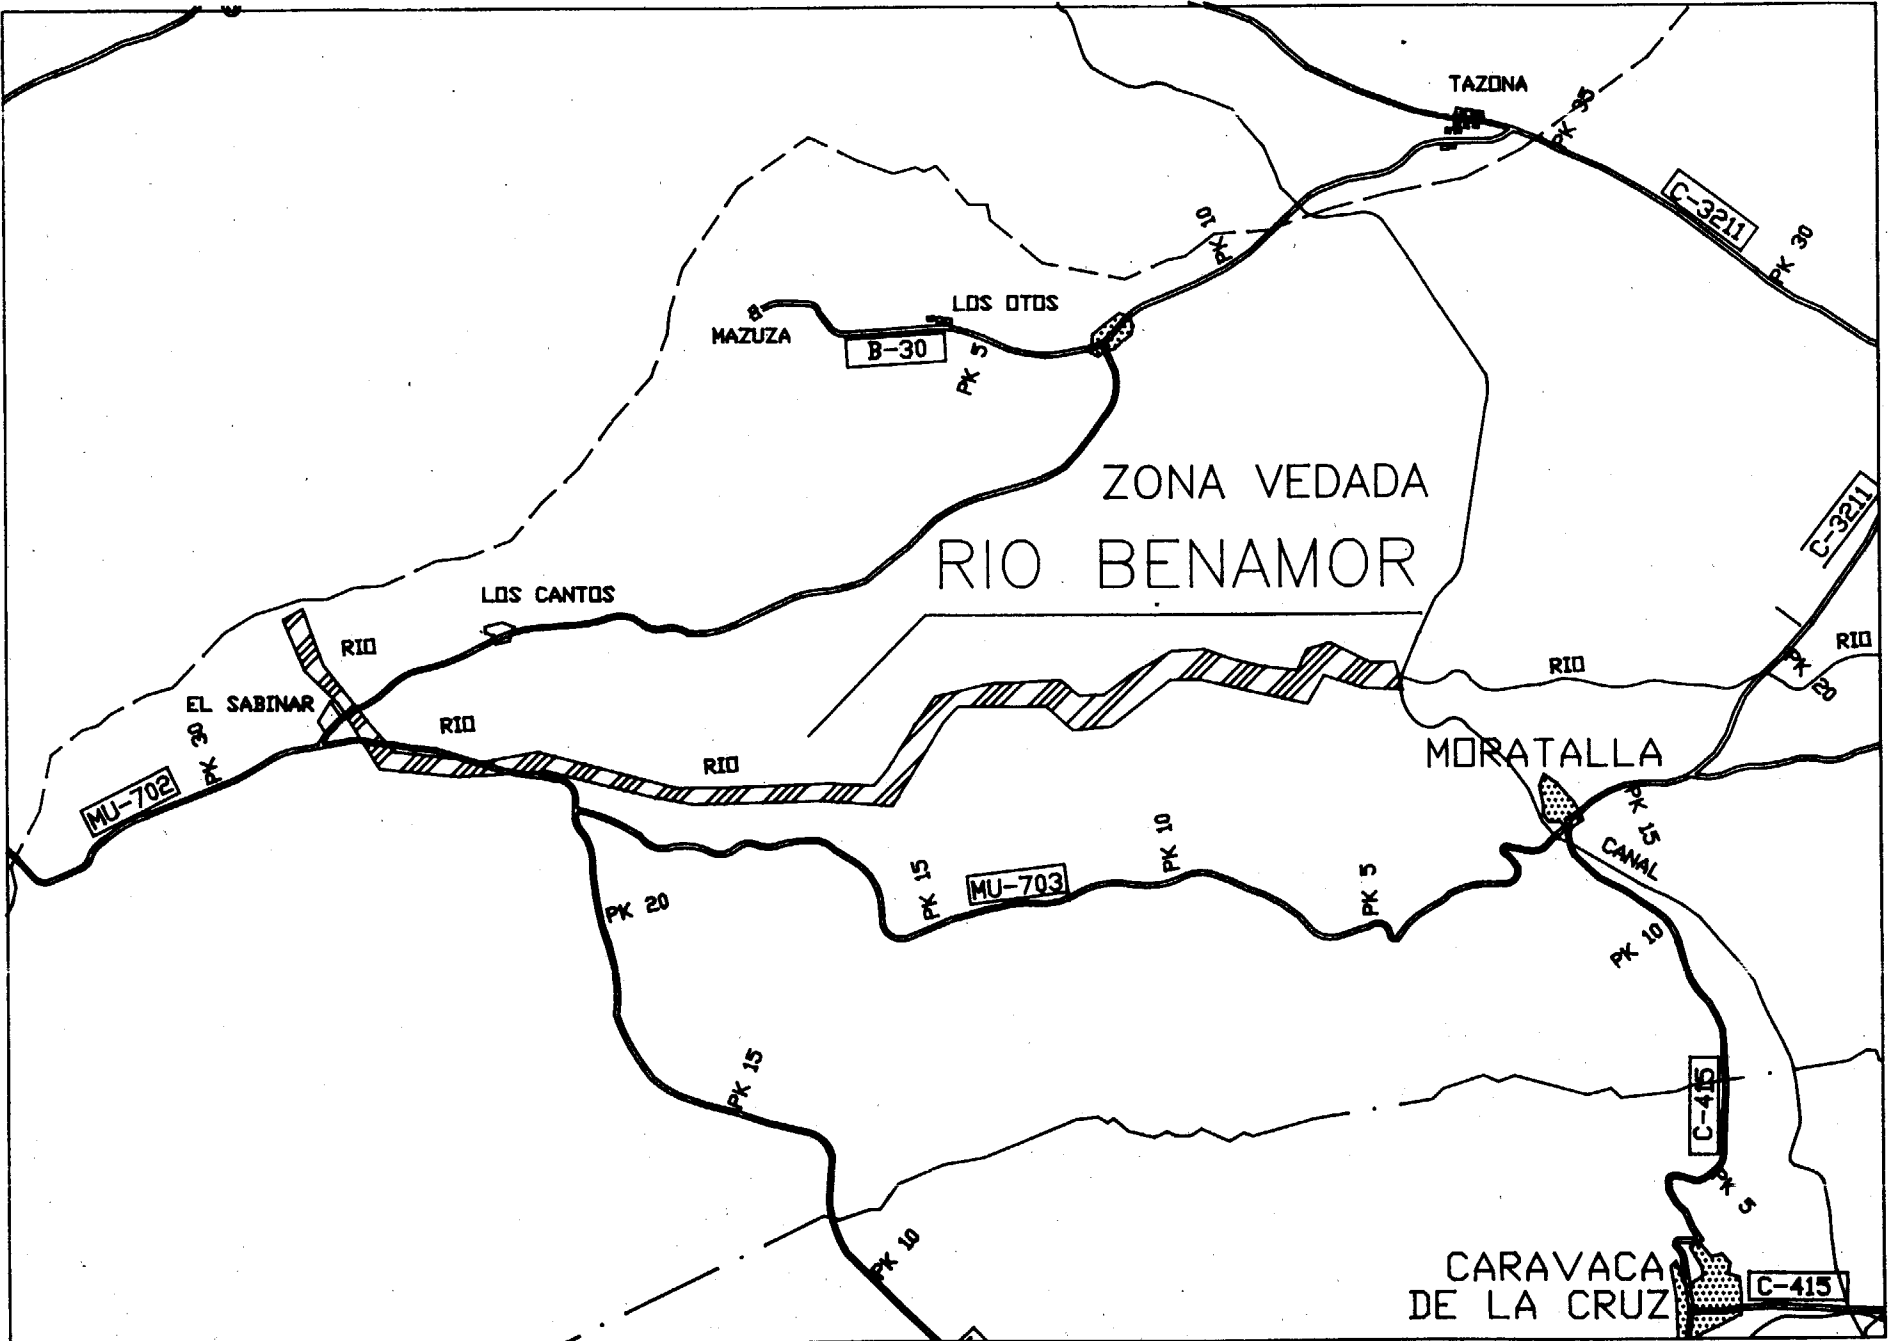 TAZONA
PK 35
C-3211
PK 10
PK 30
LOS OTOS
MAZUZA
B-30
PK 5
ZONA VEDADA
C-3211
RIO BENAMOR
LOS CANTOS
RIO
RIO
RIO
PK 20
EL SABINAR
RIO
PK 30
RIO
MORATALLA
MU-702
PK 15
PK 10
CANAL
PK 15
MU-703
PK 5
PK 20
PK 10
PK 15
C-415
PK 5
PK 10
CARAVACA
DE LA CRUZ
C-415